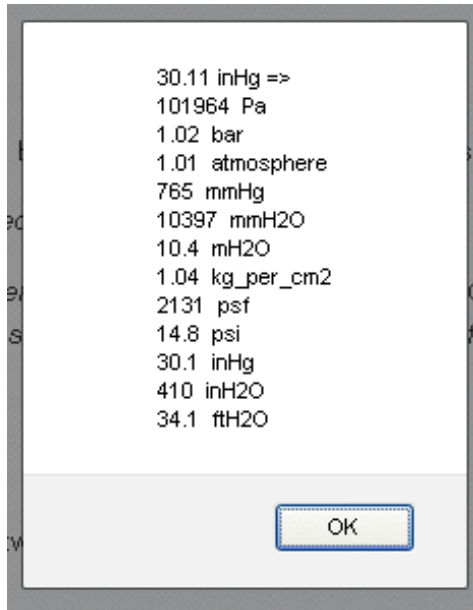 30.11 inHg =>
101964 Pa
1.02 bar
1.01 atmosphere
765 mmHg
10397 mmH2O
10.4 mH2O
1.04 kg_per_cm2
2131 psf
14.8 psi
30.1 inHg
410 inH2O
34.1 ftH2O
OK